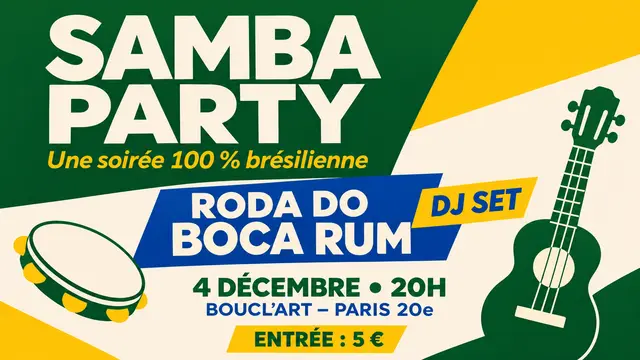 SAMBA
PARTY
Une soirée 100 % brésilienne
RODA DO
BOCA RUM
DJ SET
4 DÉCEMBRE • 20H
BOUCL'ART – PARIS 20e
ENTRÉE : 5 €